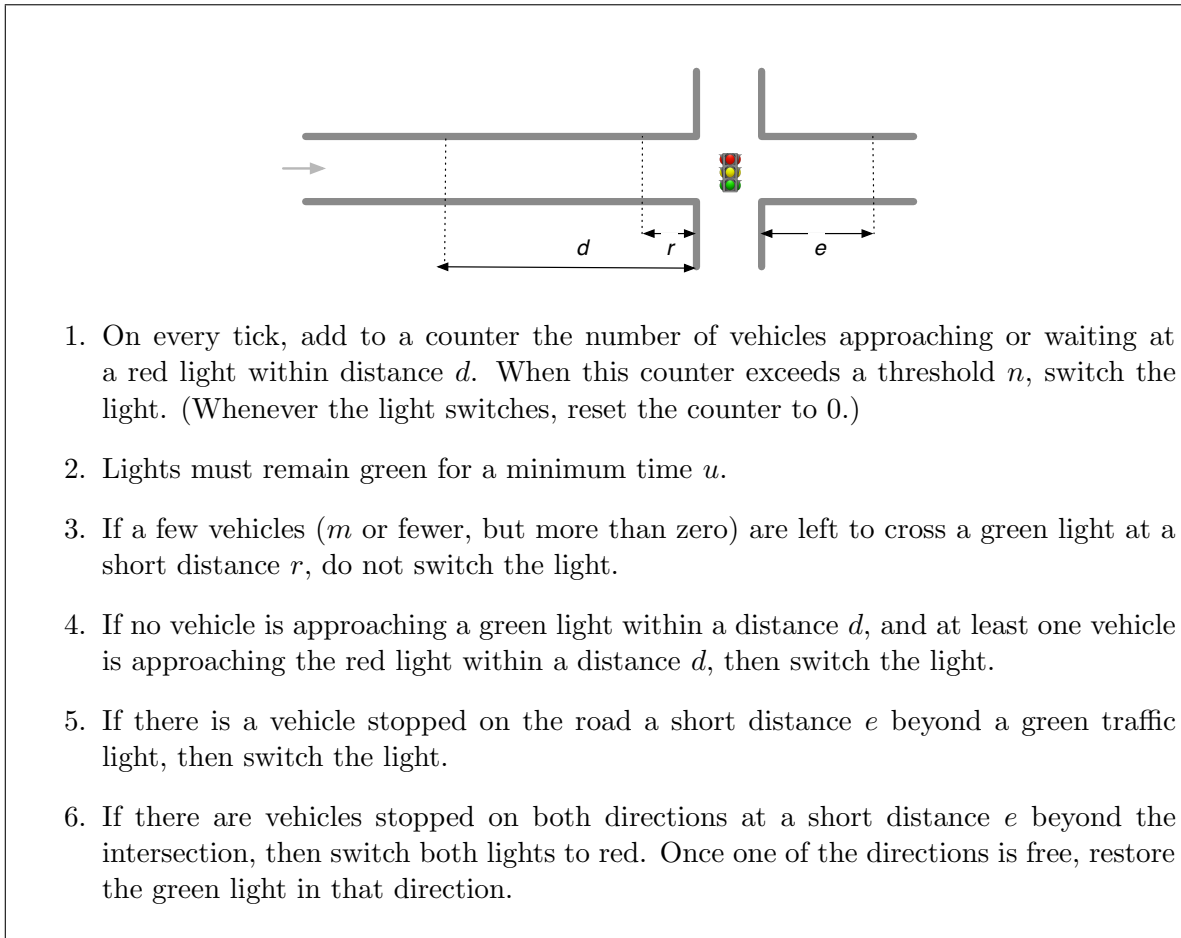 d
r
e
1. On every tick, add to a counter the number of vehicles approaching or waiting at
a red light within distance d. When this counter exceeds a threshold n, switch the
light. (Whenever the light switches, reset the counter to 0.)
2. Lights must remain green for a minimum time u.
3. If a few vehicles (m or fewer, but more than zero) are left to cross a green light at a
short distance r, do not switch the light.
4. If no vehicle is approaching a green light within a distance d, and at least one vehicle
is approaching the red light within a distance d, then switch the light.
5. If there is a vehicle stopped on the road a short distance e beyond a green traffic
light, then switch the light.
6. If there are vehicles stopped on both directions at a short distance e beyond the
intersection, then switch both lights to red. Once one of the directions is free, restore
the green light in that direction.